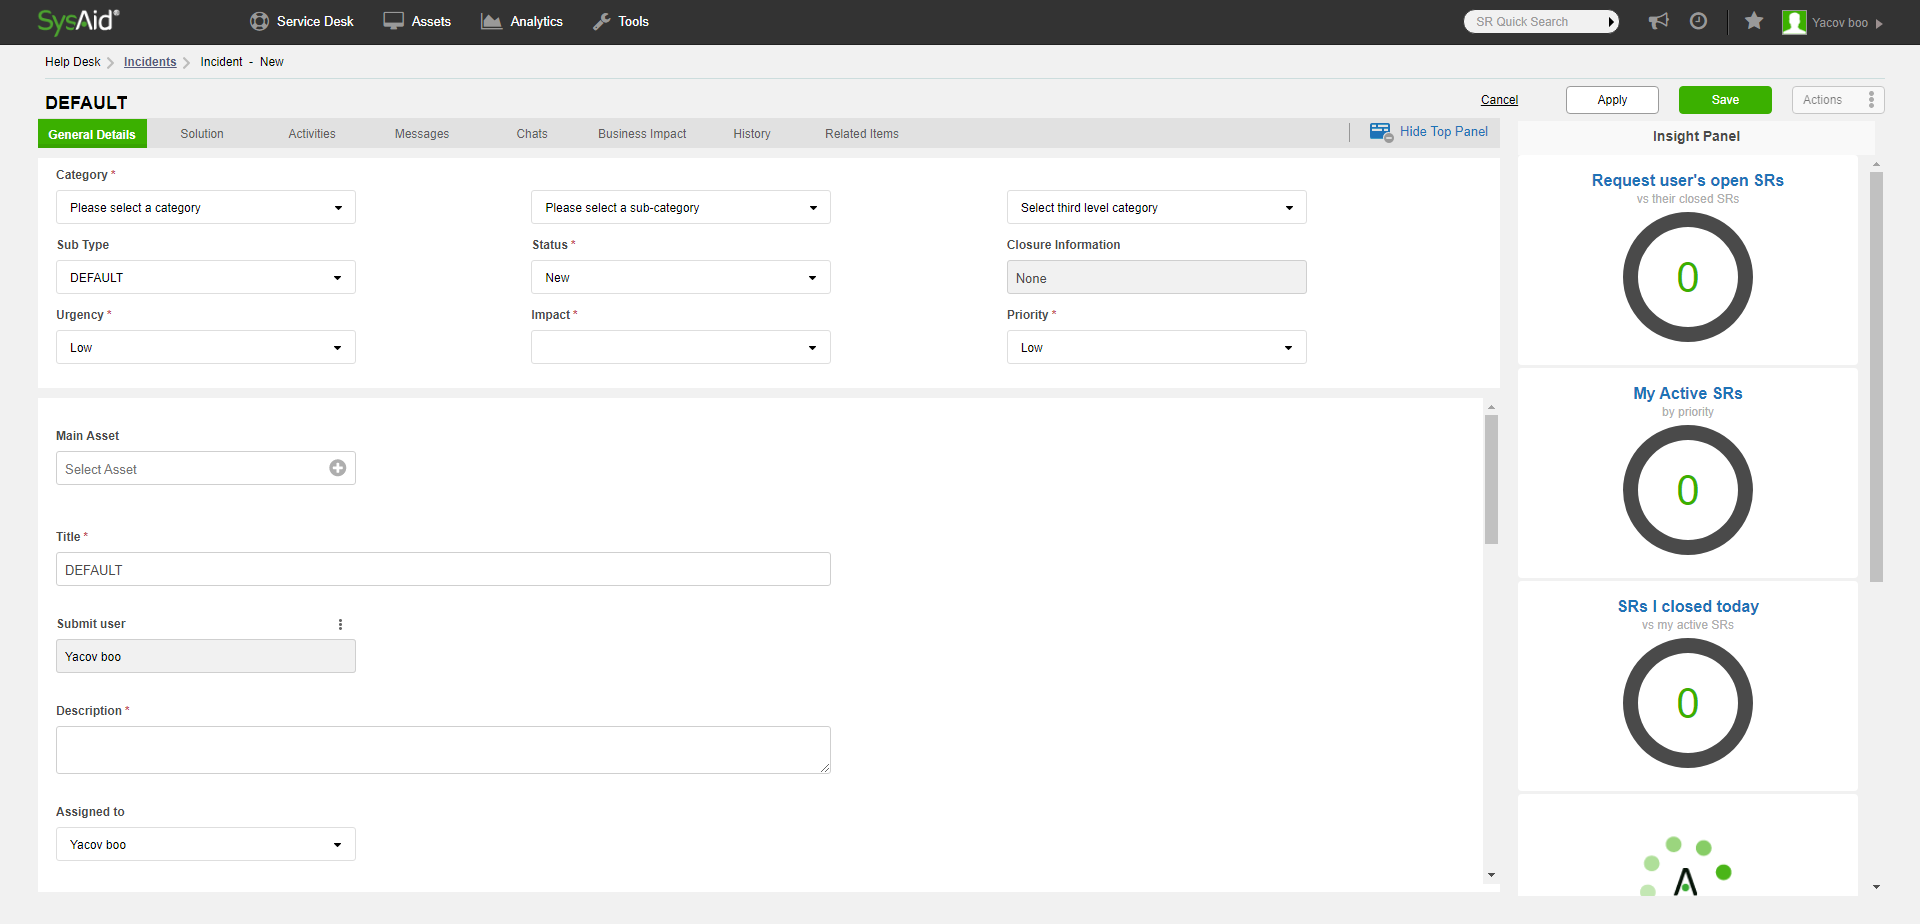 SysAid®
Service Desk
Assets
Analytics
Tools
SR Quick Search
Yacov boo
Help Desk
Incidents
Incident - New
DEFAULT
Cancel
Apply
Save
Actions
General Details
Solution
Activities
Messages
Chats
Business Impact
History
Related Items
Hide Top Panel
Insight Panel
Category *
Please select a category
Please select a sub-category
Select third level category
Sub Type
Status *
Closure Information
DEFAULT
New
None
Urgency *
Impact *
Priority *
Low
Low
Main Asset
Select Asset
Title *
DEFAULT
Submit user
Yacov boo
Description *
Assigned to
Yacov boo
Request user's open SRs
vs their closed SRs
0
My Active SRs
by priority
0
SRs I closed today
vs my active SRs
0